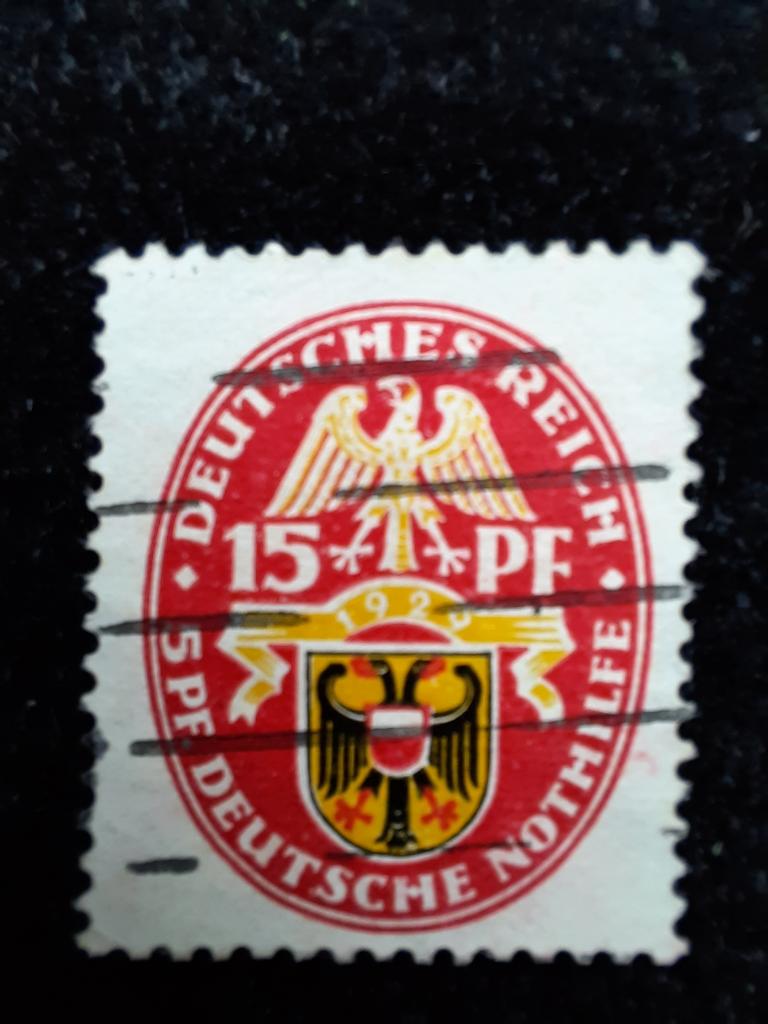 DEUTSCHES REICH
15 PF
5 PF DEUTSCHE NOTHILFE